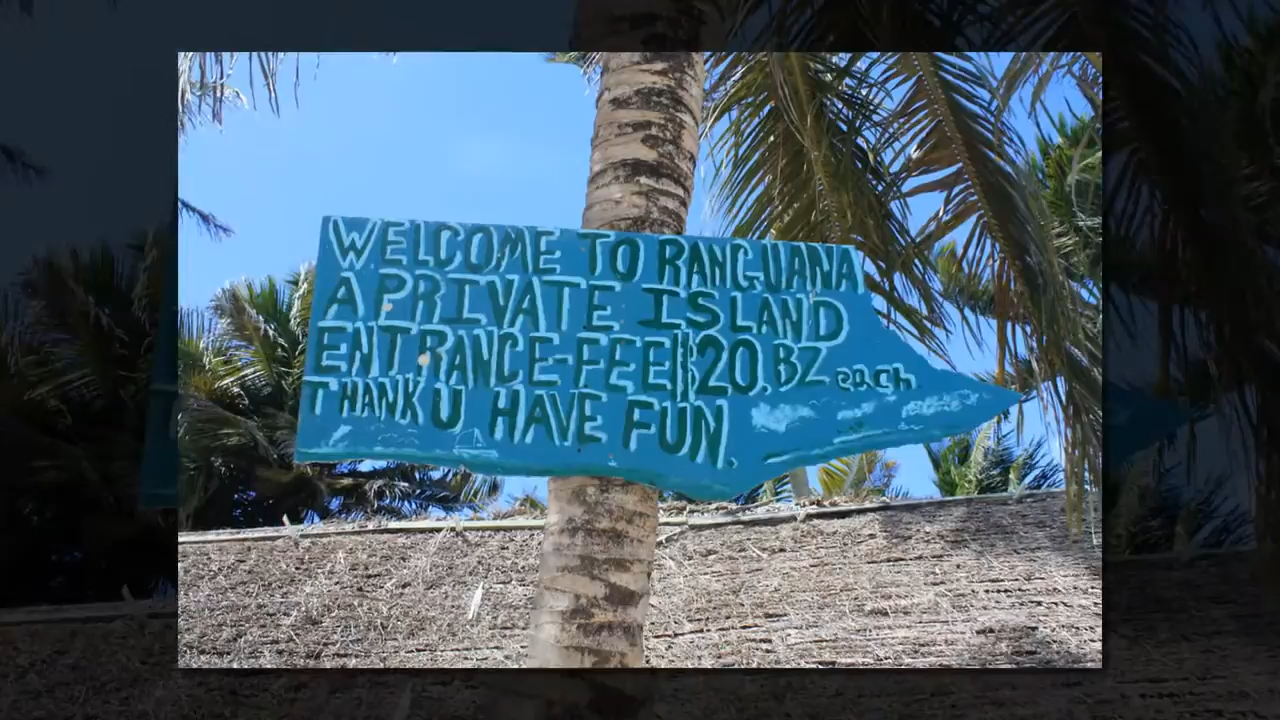 WELCOME TO RANGUANA
A PRIVATE ISLAND
ENTRANCE-FEE $20.BZ each
THANK U HAVE FUN.